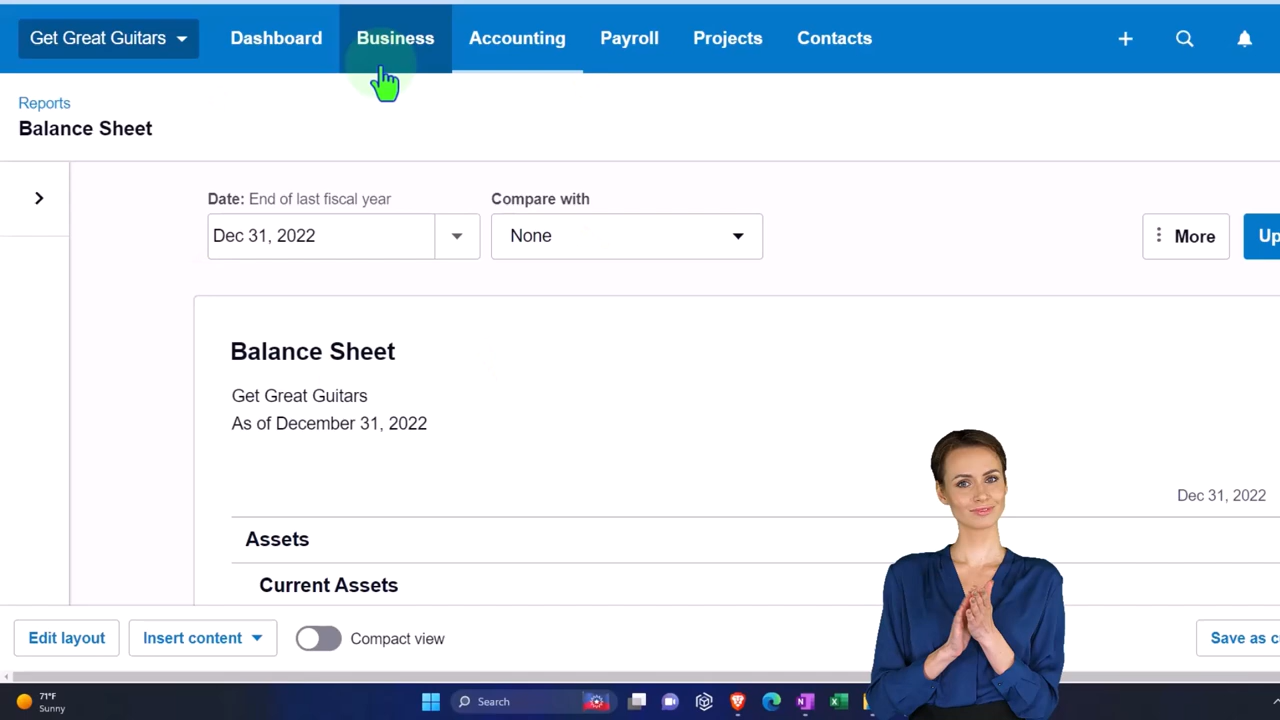 Get Great Guitars Dashboard Business Accounting Payroll Projects Contacts
Reports
Balance Sheet
Date: End of last fiscal year Compare with
Dec 31, 2022 None More
Balance Sheet
Get Great Guitars
As of December 31, 2022
Dec 31, 2022
Assets
Current Assets
Edit layout Insert content Compact view Save as
71°F
Sunny
Search